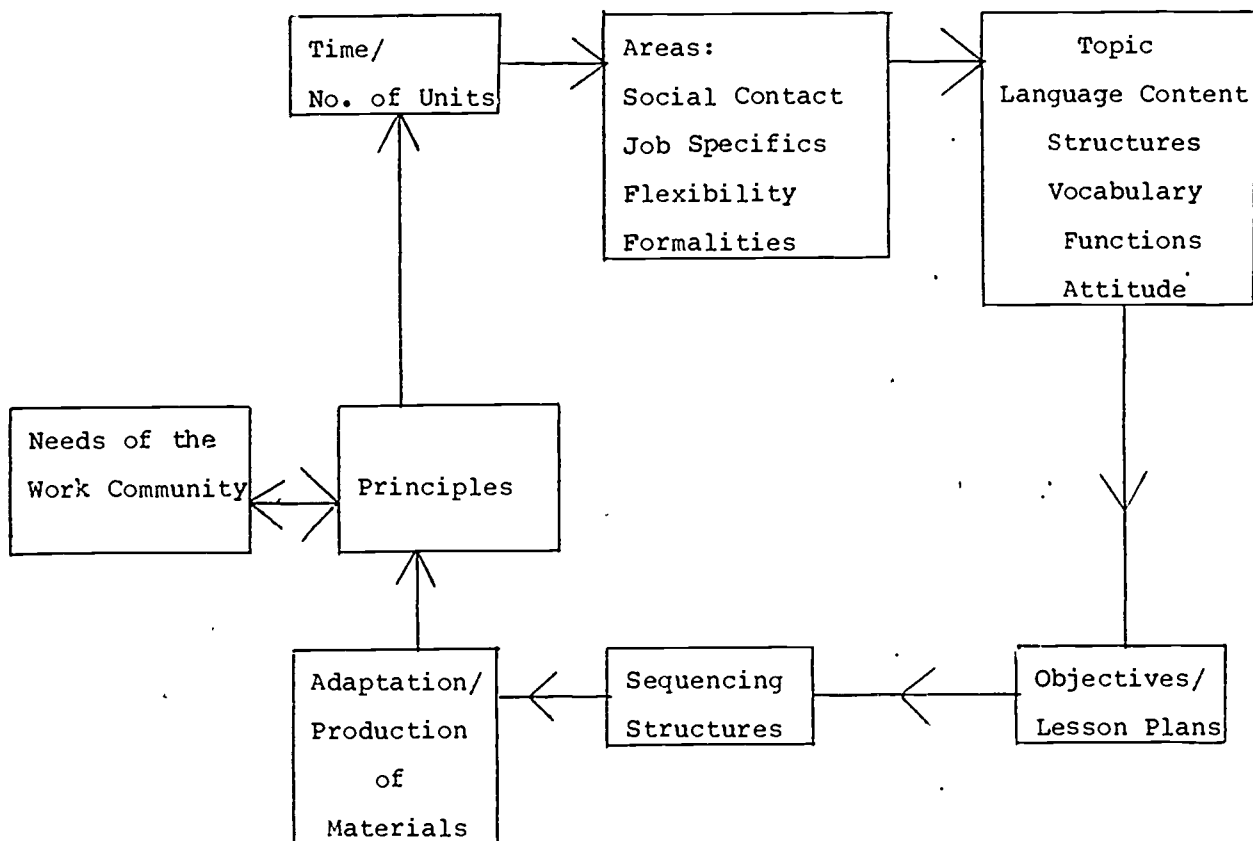 Time/
No. of Units
Areas:
Social Contact
Job Specifics
Flexibility
Formalities
Topic
Language Content
Structures
Vocabulary
Functions
Attitude
Needs of the
Work Community
Principles
Adaptation/
Production
of
Materials
Sequencing
Structures
Objectives/
Lesson Plans